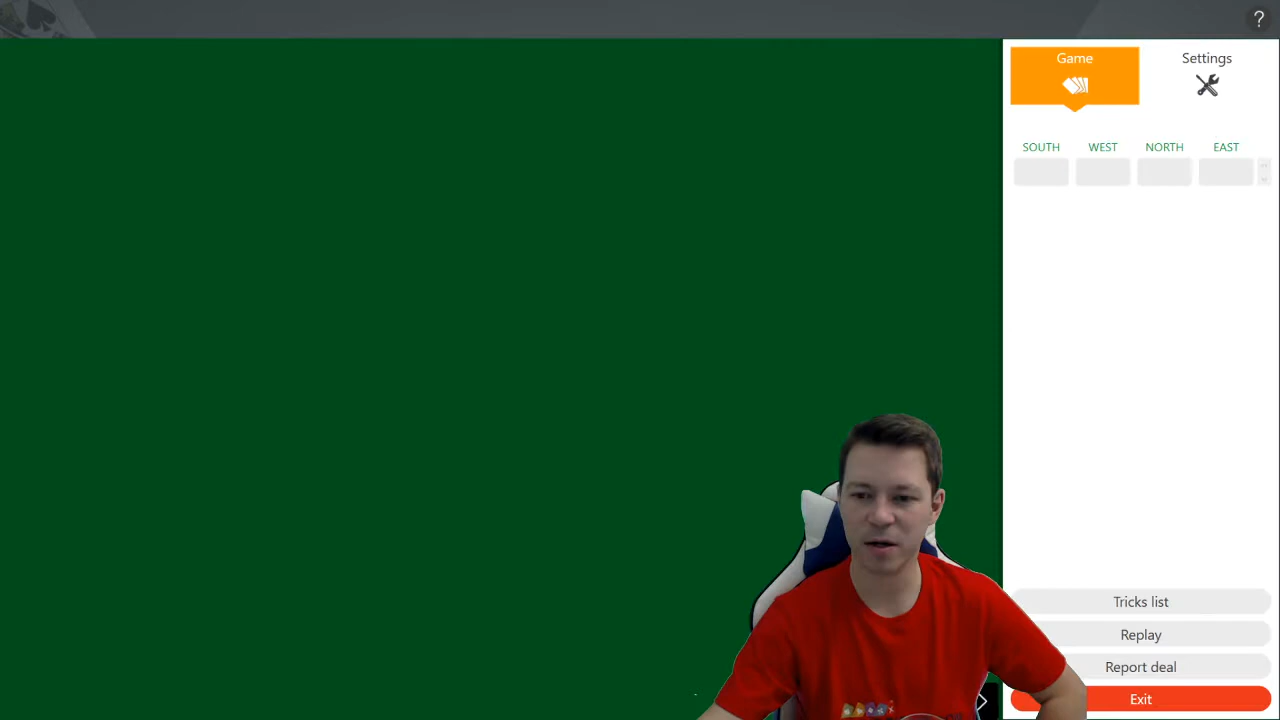 ?
Game
Settings
SOUTH WEST NORTH EAST
Tricks list
Replay
Report deal
Exit